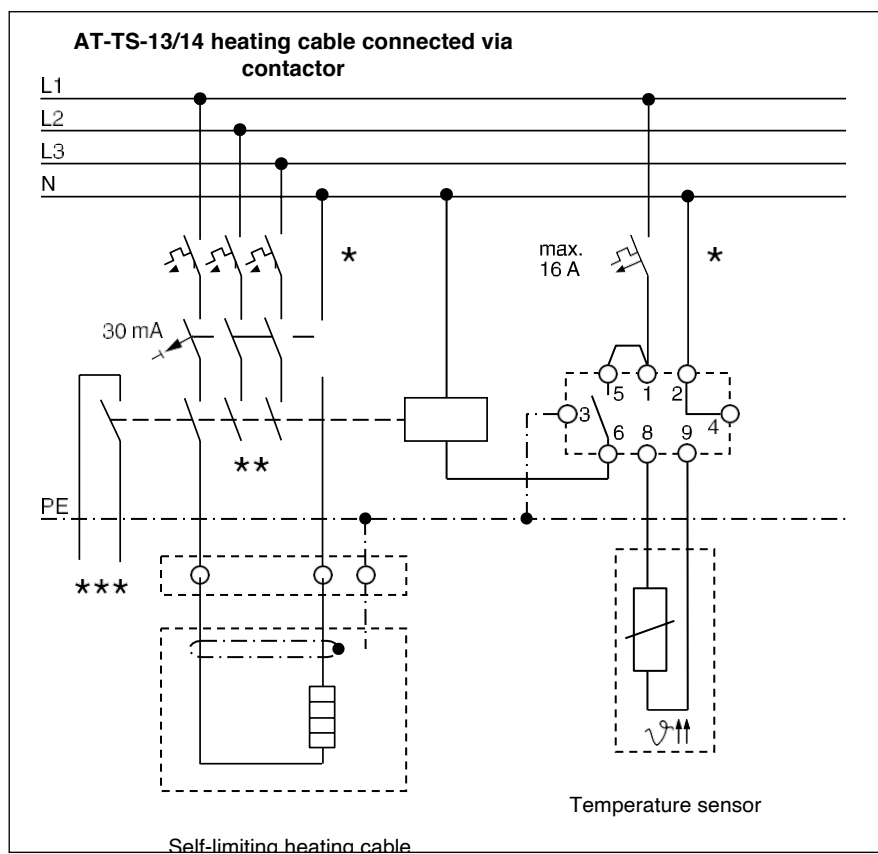 AT-TS-13/14 heating cable connected via
contactor
L1
L2
L3
N
*
max.
16 A
*
30 mA
5 1 2
3
4
6 8 9
**
PE
***
ϑ
Temperature sensor
Self-limiting heating cable